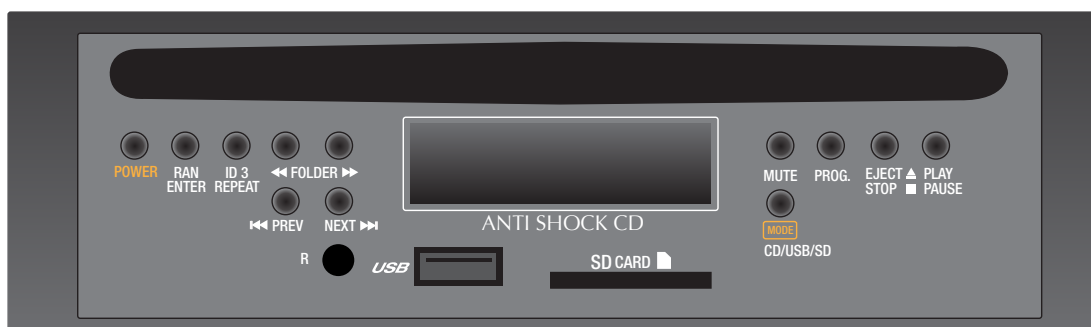 POWER
RAN
ENTER
ID 3
REPEAT
FOLDER
PREV
NEXT
ANTI SHOCK CD
MUTE
PROG.
EJECT
STOP
PLAY
PAUSE
MODE
CD/USB/SD
R
USB
SD CARD